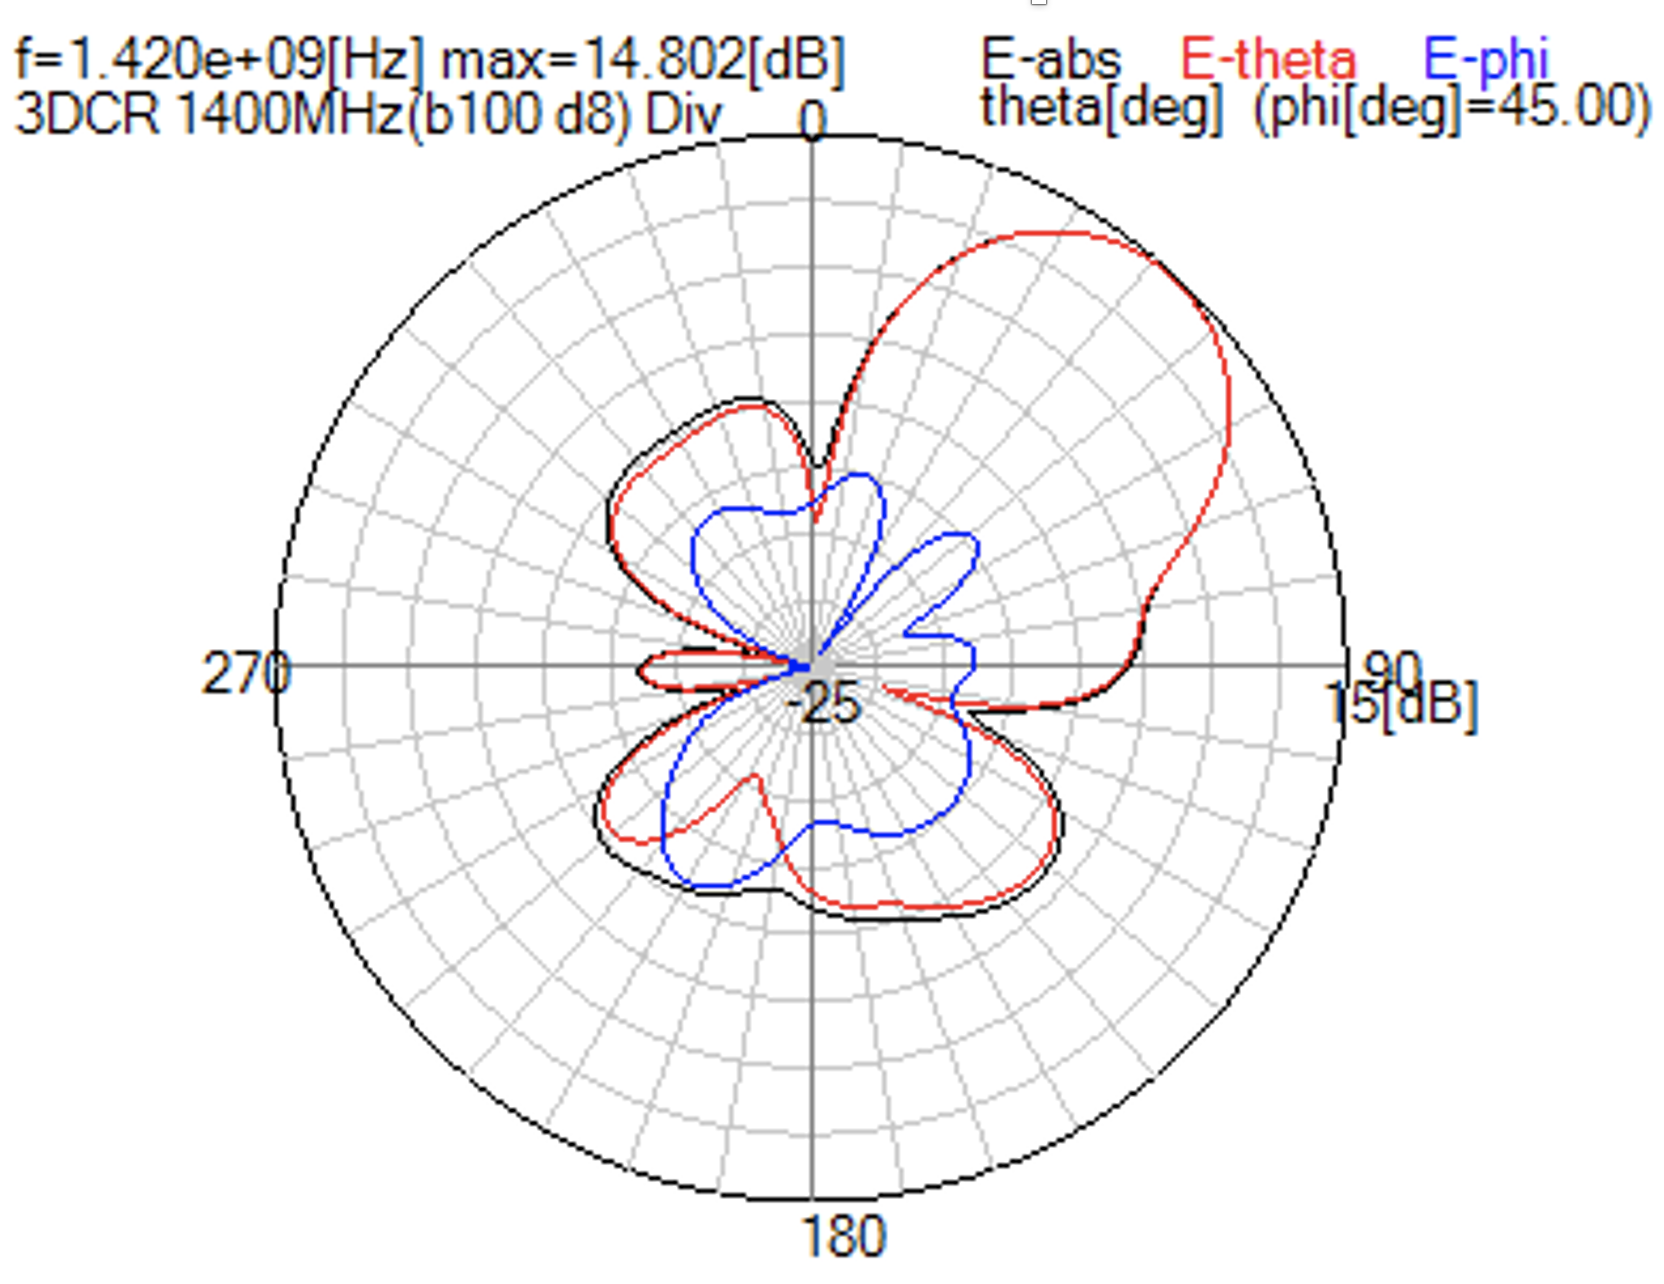 f=1.420e+09[Hz] max=14.802[dB]
E-abs E-theta E-phi
3DCR 1400MHz(b100 d8) Div
theta[deg] (phi[deg]=45.00)
0
270
90
-25
15[dB]
180